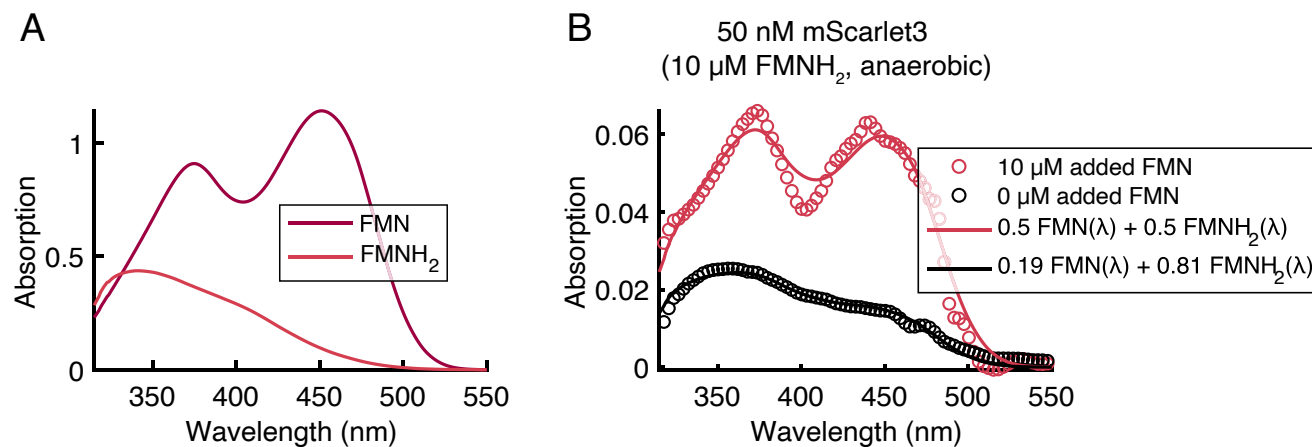 A
1
0.5
0
Absorption
350
400
450
500
550
Wavelength (nm)
FMN
FMNH₂
B
50 nM mScarlet3
(10 µM FMNH₂, anaerobic)
0.06
0.04
0.02
0
Absorption
350
400
450
500
550
Wavelength (nm)
10 µM added FMN
0 µM added FMN
0.5 FMN(λ) + 0.5 FMNH₂(λ)
0.19 FMN(λ) + 0.81 FMNH₂(λ)